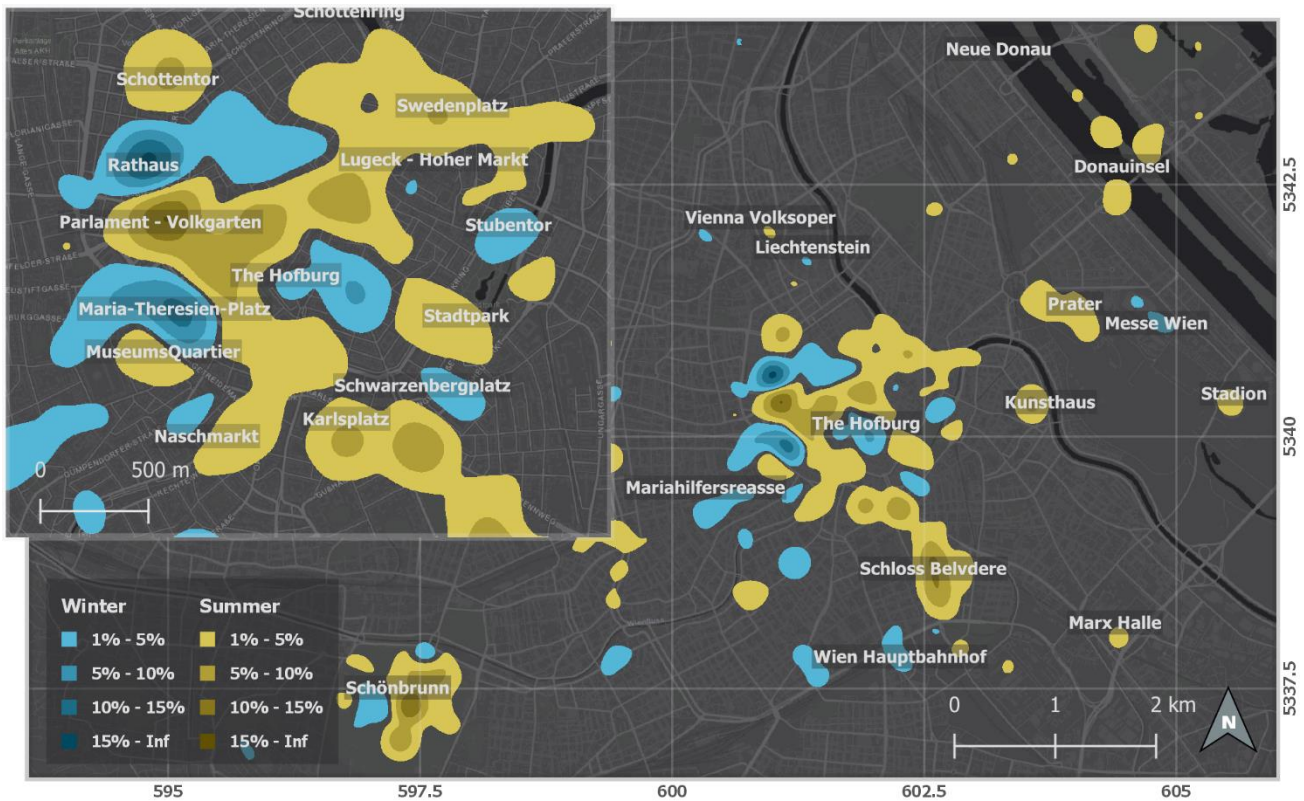 Schottenring
Schottentor
Swedenplatz
Rathaus
Lugeck - Hoher Markt
Parlament - Volkgarten
Stubentor
The Hofburg
Maria-Theresien-Platz
Stadtpark
MuseumsQuartier
Schwarzenbergplatz
Karlsplatz
Naschmarkt
0 500 m
Neue Donau
Donauinsel
Vienna Volksoper
Liechtenstein
Prater
Messe Wien
Stadion
Kunsthaus
The Hofburg
Mariahilfersreasse
Schloss Belvdere
Marx Halle
Wien Hauptbahnhof
Schönbrunn
Winter Summer
1% - 5% 1% - 5%
5% - 10% 5% - 10%
10% - 15% 10% - 15%
15% - Inf 15% - Inf
0 1 2 km
N
5342.5
5340
5337.5
595 597.5 600 602.5 605